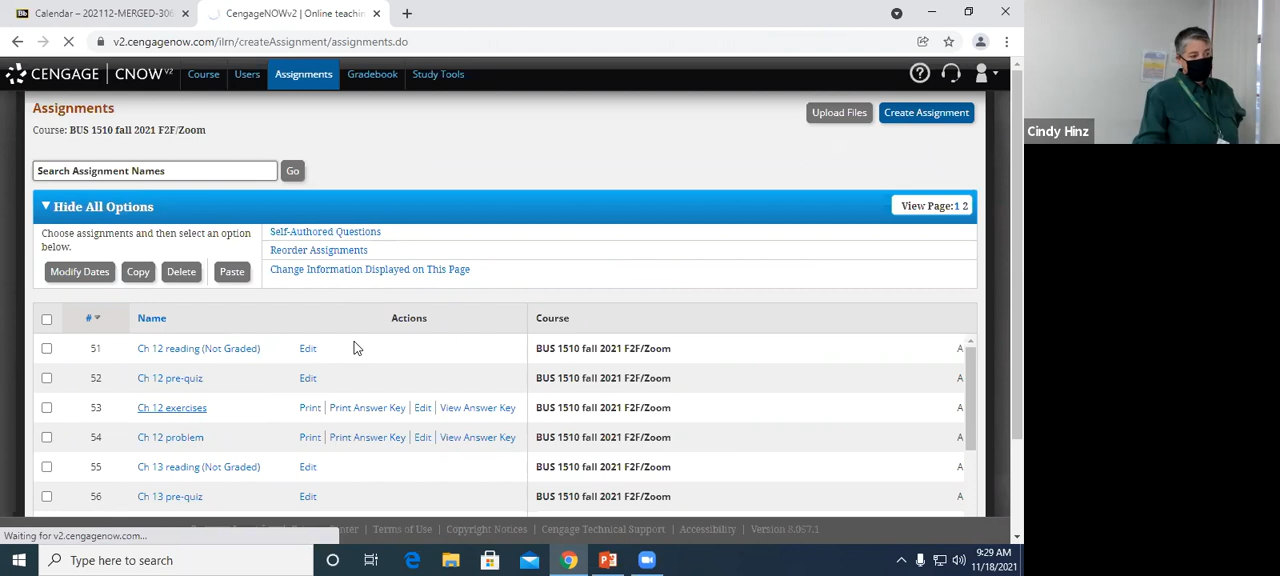 Calendar – 202112-MERGED-306
CengageNOWv2 | Online teachin
v2.cengagenow.com/ilrn/createAssignment/assignments.do
CENGAGE | CNOWV2 Course Users Assignments Gradebook Study Tools
Assignments
Upload Files Create Assignment
Course: BUS 1510 fall 2021 F2F/Zoom
Cindy Hinz
Search Assignment Names Go
Hide All Options View Page: 1 2
Choose assignments and then select an option
below.
Self-Authored Questions
Reorder Assignments
Change Information Displayed on This Page
Modify Dates Copy Delete Paste
# Name Actions Course
51 Ch 12 reading (Not Graded) Edit BUS 1510 fall 2021 F2F/Zoom A
52 Ch 12 pre-quiz Edit BUS 1510 fall 2021 F2F/Zoom A
53 Ch 12 exercises Print | Print Answer Key | Edit | View Answer Key BUS 1510 fall 2021 F2F/Zoom A
54 Ch 12 problem Print | Print Answer Key | Edit | View Answer Key BUS 1510 fall 2021 F2F/Zoom A
55 Ch 13 reading (Not Graded) Edit BUS 1510 fall 2021 F2F/Zoom A
56 Ch 13 pre-quiz Edit BUS 1510 fall 2021 F2F/Zoom A
Center | Terms of Use | Copyright Notices | Cengage Technical Support | Accessibility | Version 8.057.1
Waiting for v2.cengagenow.com...
Type here to search
9:29 AM
11/18/2021